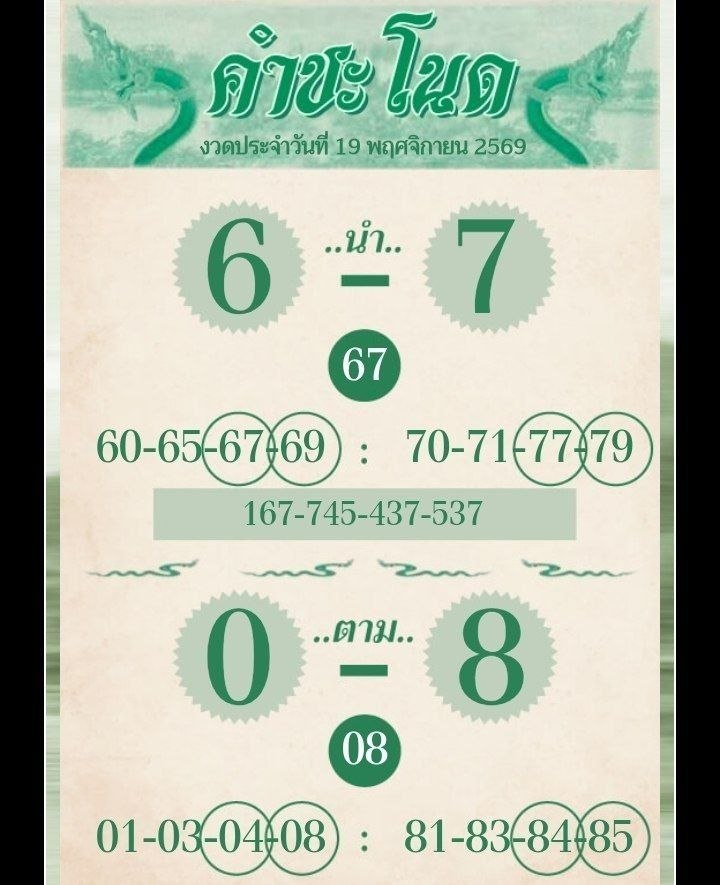 คำชะโนด
งวดประจำวันที่ 19 พฤศจิกายน 2569
6 ..นำ.. - 7
67
60-65-67-69 : 70-71-77-79
167-745-437-537
0 ..ตาม.. - 8
08
01-03-04-08 : 81-83-84-85